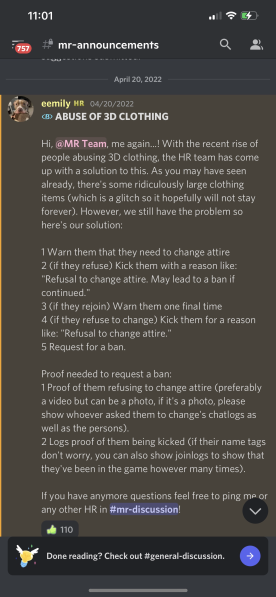 11:01
757
mr-announcements
April 20, 2022
eemily HR 04/20/2022
ABUSE OF 3D CLOTHING
Hi, @MR Team, me again...! With the recent rise of
people abusing 3D clothing, the HR team has come
up with a solution to this. As you may have seen
already, there's some ridiculously large clothing
items (which is a glitch so it hopefully will not stay
forever). However, we still have the problem so
here's our solution:
1 Warn them that they need to change attire
2 (if they refuse) Kick them with a reason like:
"Refusal to change attire. May lead to a ban if
continued."
3 (if they rejoin) Warn them one final time
4 (if they refuse to change) Kick them for a reason
like: "Refusal to change attire."
5 Request for a ban.
Proof needed to request a ban:
1 Proof of them refusing to change attire (preferably
a video but can be a photo, if it's a photo, please
show whoever asked them to change's chatlogs as
well as the persons).
2 Logs proof of them being kicked (if their name tags
don't worry, you can also show joinlogs to show that
they've been in the game however many times).
If you have anymore questions feel free to ping me or
any other HR in #mr-discussion!
110
Done reading? Check out #general-discussion.